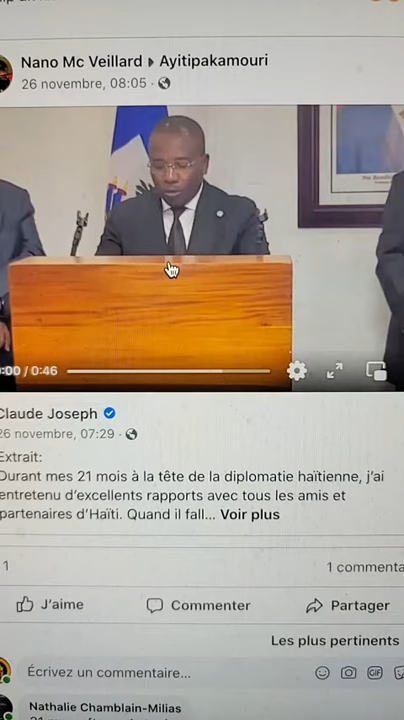 Nano Mc Veillard ▸ Ayitipakamouri
26 novembre, 08:05 ·
:00 / 0:46
Claude Joseph
26 novembre, 07:29 ·
Extrait:
Durant mes 21 mois à la tête de la diplomatie haïtienne, j'ai
entretenu d'excellents rapports avec tous les amis et
partenaires d'Haïti. Quand il fall... Voir plus
1
1 commenta
J'aime
Commenter
Partager
Les plus pertinents
Écrivez un commentaire...
GIF
Nathalie Chamblain-Milias